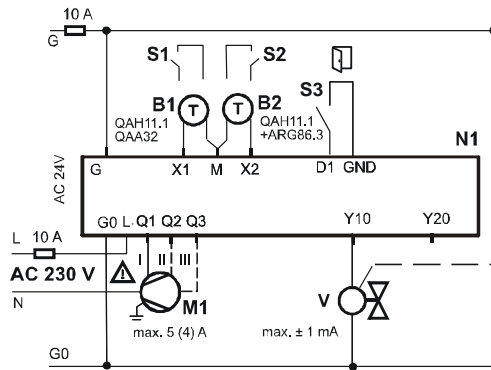 10 A
G
S1 S2
S3
B1 T T B2
QAH11.1
QAA32
QAH11.1
+ARG86.3
N1
AC 24V
G X1 M X2 D1 GND
G0 L Q1 Q2 Q3 Y10 Y20
L 10 A
I II III
AC 230 V
N
M1
V
max. 5 (4) A
max. ± 1 mA
G0